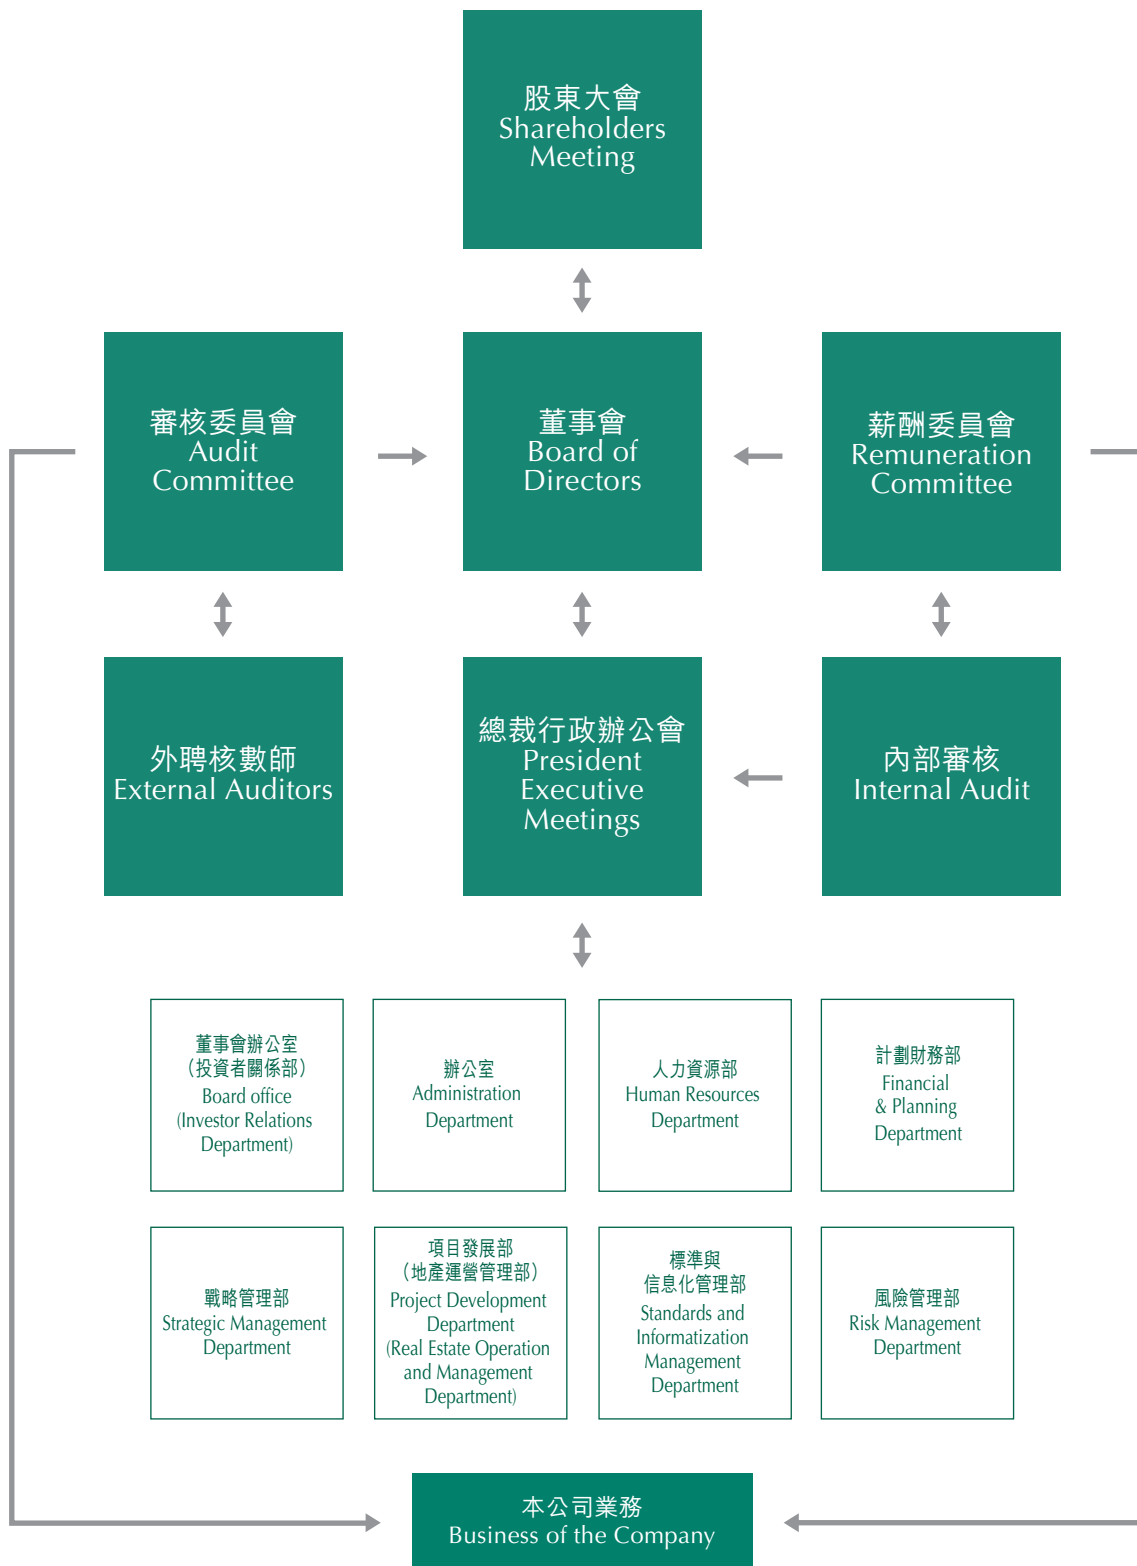 股東大會
Shareholders
Meeting
審核委員會
Audit
Committee
董事會
Board of
Directors
薪酬委員會
Remuneration
Committee
外聘核數師
External Auditors
總裁行政辦公會
President
Executive
Meetings
內部審核
Internal Audit
董事會辦公室
（投資者關係部）
Board office
(Investor Relations
Department)
辦公室
Administration
Department
人力資源部
Human Resources
Department
計劃財務部
Financial
& Planning
Department
戰略管理部
Strategic Management
Department
項目發展部
（地產運營管理部）
Project Development
Department
(Real Estate Operation
and Management
Department)
標準與
信息化管理部
Standards and
Informatization
Management
Department
風險管理部
Risk Management
Department
本公司業務
Business of the Company